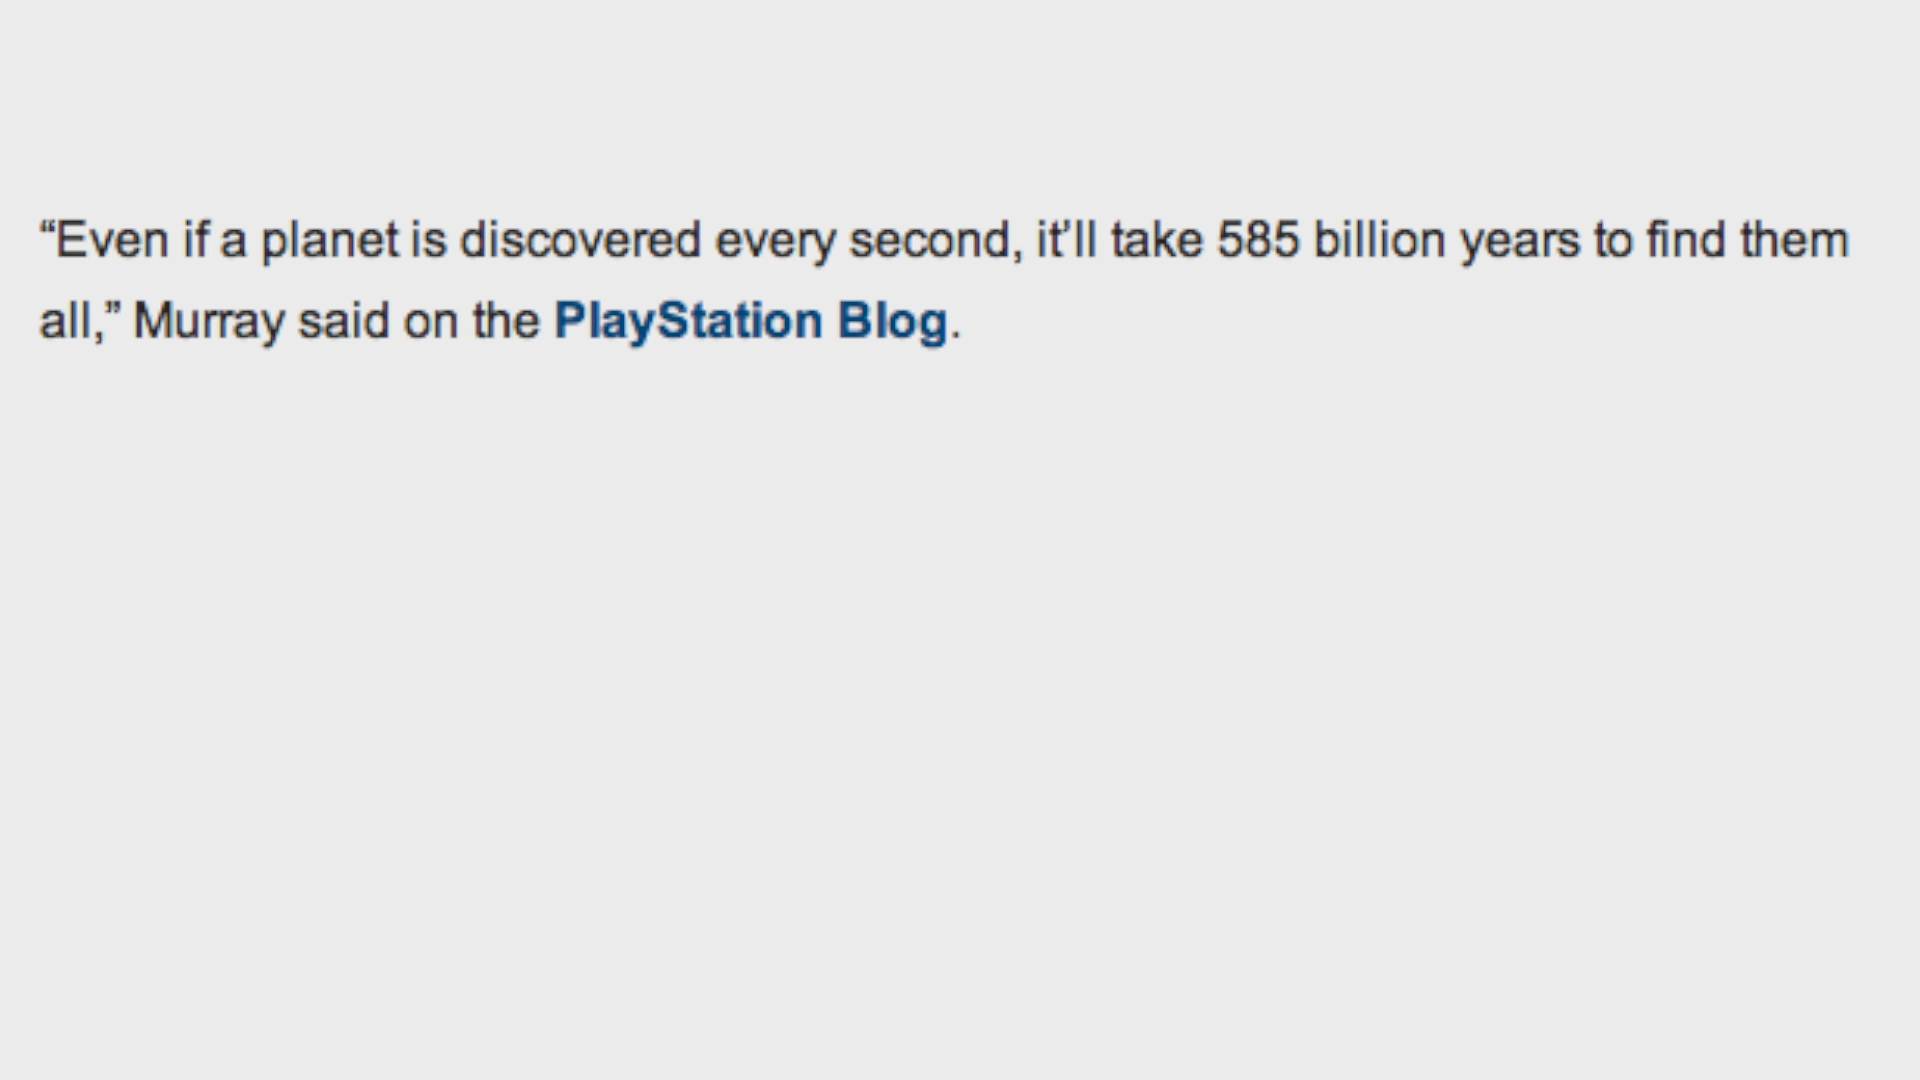 “Even if a planet is discovered every second, it’ll take 585 billion years to find them
all,” Murray said on the PlayStation Blog.